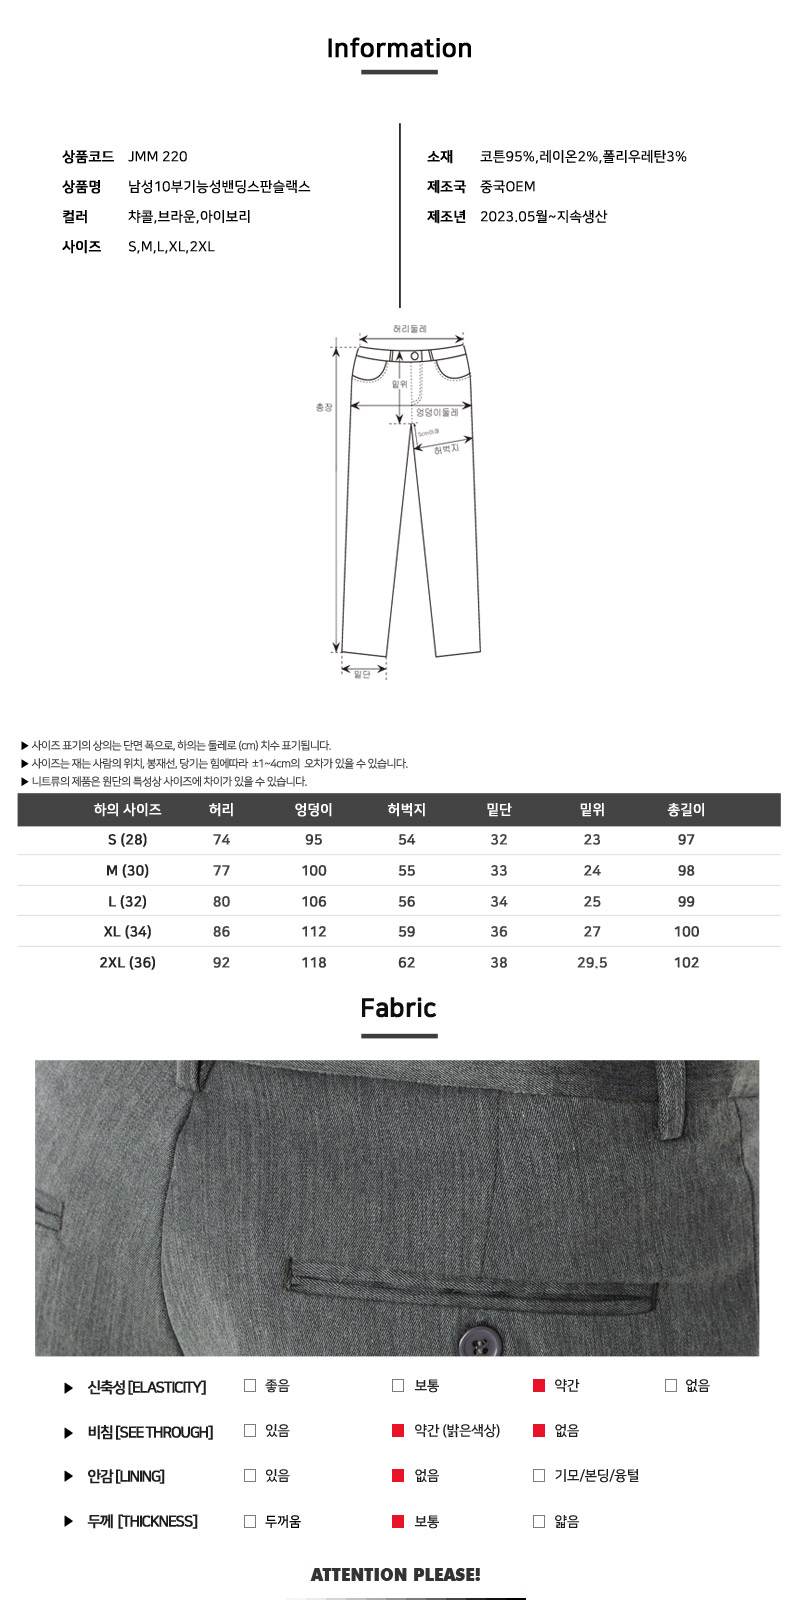 Information
상품코드 JMM 220
상품명 남성10부기능성밴딩스판슬랙스
컬러 챠콜,브라운,아이보리
사이즈 S,M,L,XL,2XL
소재 코튼95%,레이온2%,폴리우레탄3%
제조국 중국OEM
제조년 2023.05월~지속생산
허리둘레
밑위
총장
엉덩이둘레
허벅지
밑단
▶ 사이즈 표기의 상의는 단면 폭으로, 하의는 둘레로 (cm) 치수 표기됩니다.
▶ 사이즈는 재는 사람의 위치, 봉재선, 당기는 힘에따라 ±1~4cm의 오차가 있을 수 있습니다.
▶ 니트류의 제품은 원단의 특성상 사이즈에 차이가 있을 수 있습니다.
하의 사이즈 허리 엉덩이 허벅지 밑단 밑위 총길이
S (28) 74 95 54 32 23 97
M (30) 77 100 55 33 24 98
L (32) 80 106 56 34 25 99
XL (34) 86 112 59 36 27 100
2XL (36) 92 118 62 38 29.5 102
Fabric
▶ 신축성 [ELASTICITY] 좋음 보통 약간 없음
▶ 비침 [SEE THROUGH] 있음 약간 (밝은색상) 없음
▶ 안감 [LINING] 있음 없음 기모/본딩/융털
▶ 두께 [THICKNESS] 두꺼움 보통 얇음
ATTENTION PLEASE!